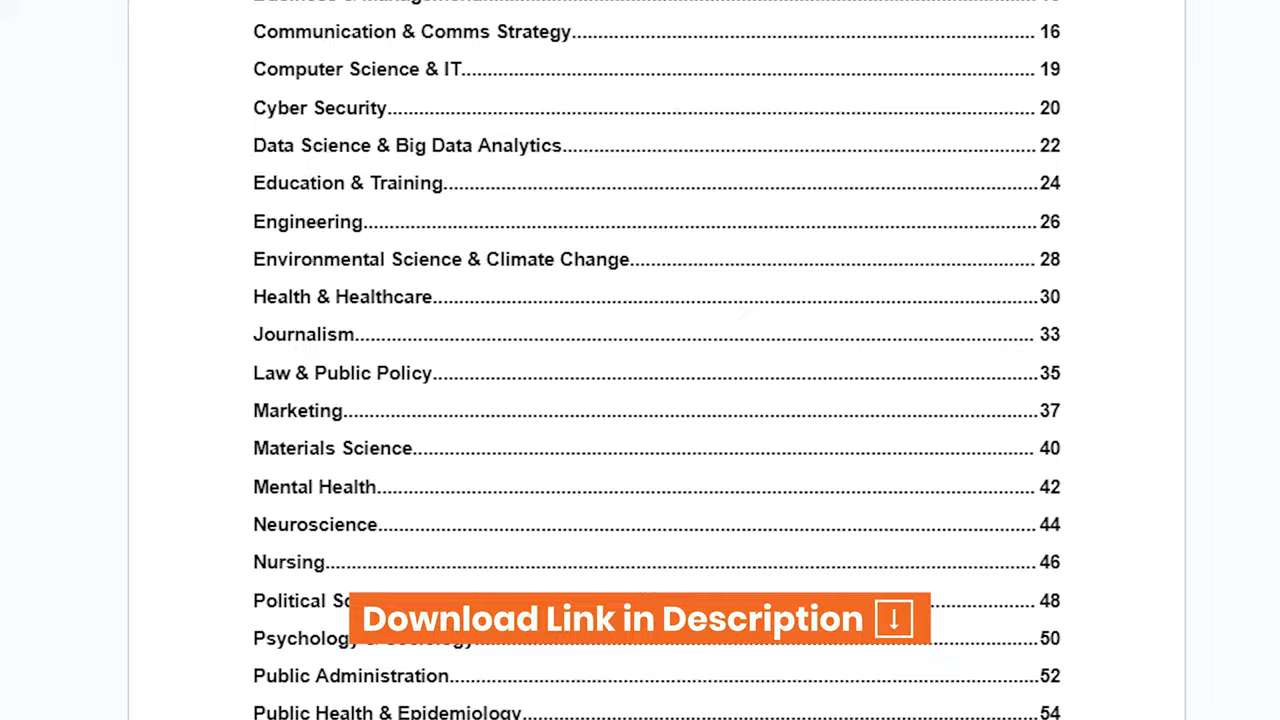 Communication & Comms Strategy........................................................................................ 16
Computer Science & IT............................................................................................................. 19
Cyber Security........................................................................................................................... 20
Data Science & Big Data Analytics.......................................................................................... 22
Education & Training.................................................................................................................24
Engineering................................................................................................................................ 26
Environmental Science & Climate Change............................................................................. 28
Health & Healthcare...................................................................................................................30
Journalism................................................................................................................................. 33
Law & Public Policy...................................................................................................................35
Marketing....................................................................................................................................37
Materials Science...................................................................................................................... 40
Mental Health............................................................................................................................. 42
Neuroscience............................................................................................................................. 44
Nursing....................................................................................................................................... 46
Political .................... 48
Download Link in Description ↓
.................... 50
Public Administration................................................................................................................52
Public Health & Epidemiology.................................................................................................. 54